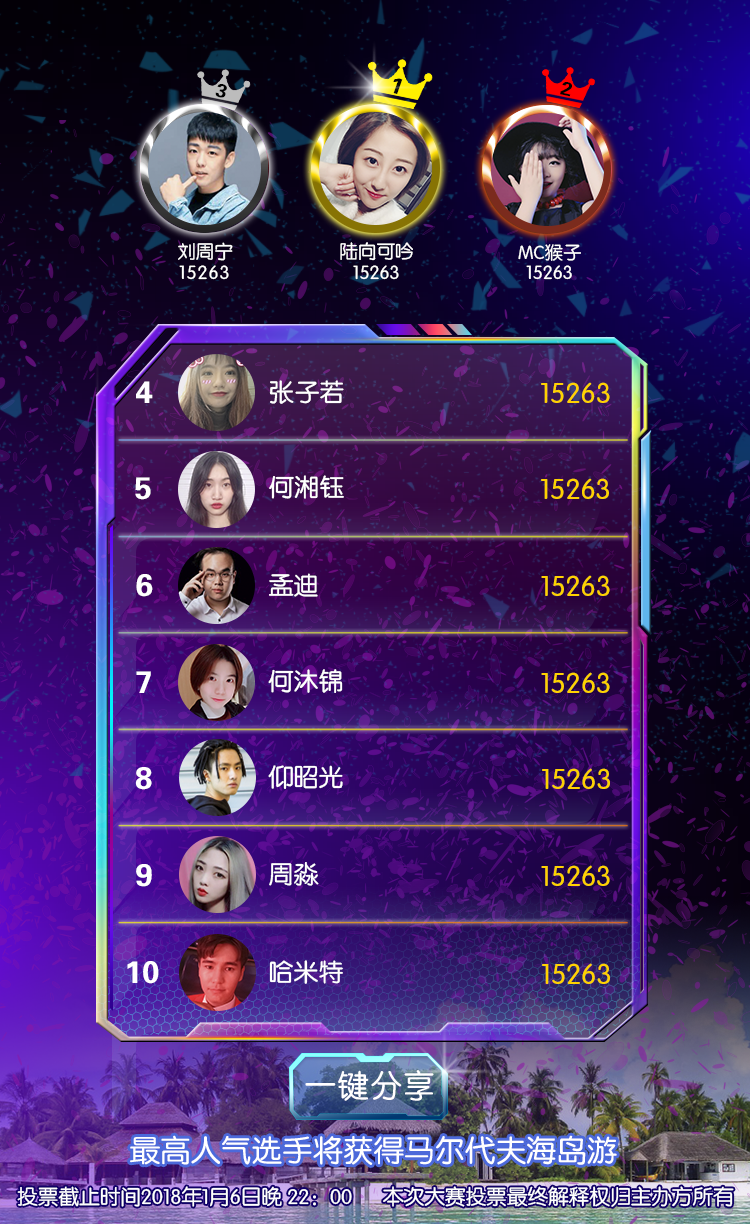 3
1
2
刘周宁
15263
陆向可吟
15263
MC猴子
15263
4 张子若 15263
5 何湘钰 15263
6 孟迪 15263
7 何沐锦 15263
8 仰昭光 15263
9 周淼 15263
10 哈米特 15263
一键分享
最高人气选手将获得马尔代夫海岛游
投票截止时间2018年1月6日晚 22：00 本次大赛投票最终解释权归主办方所有